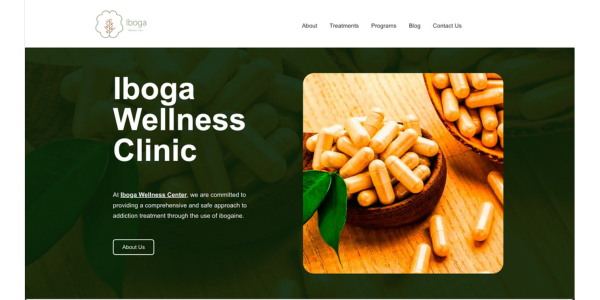 Iboga
About Treatments Programs Blog Contact Us
Iboga
Wellness
Clinic
At Iboga Wellness Center, we are committed to
providing a comprehensive and safe approach to
addiction treatment through the use of ibogaine.
About Us